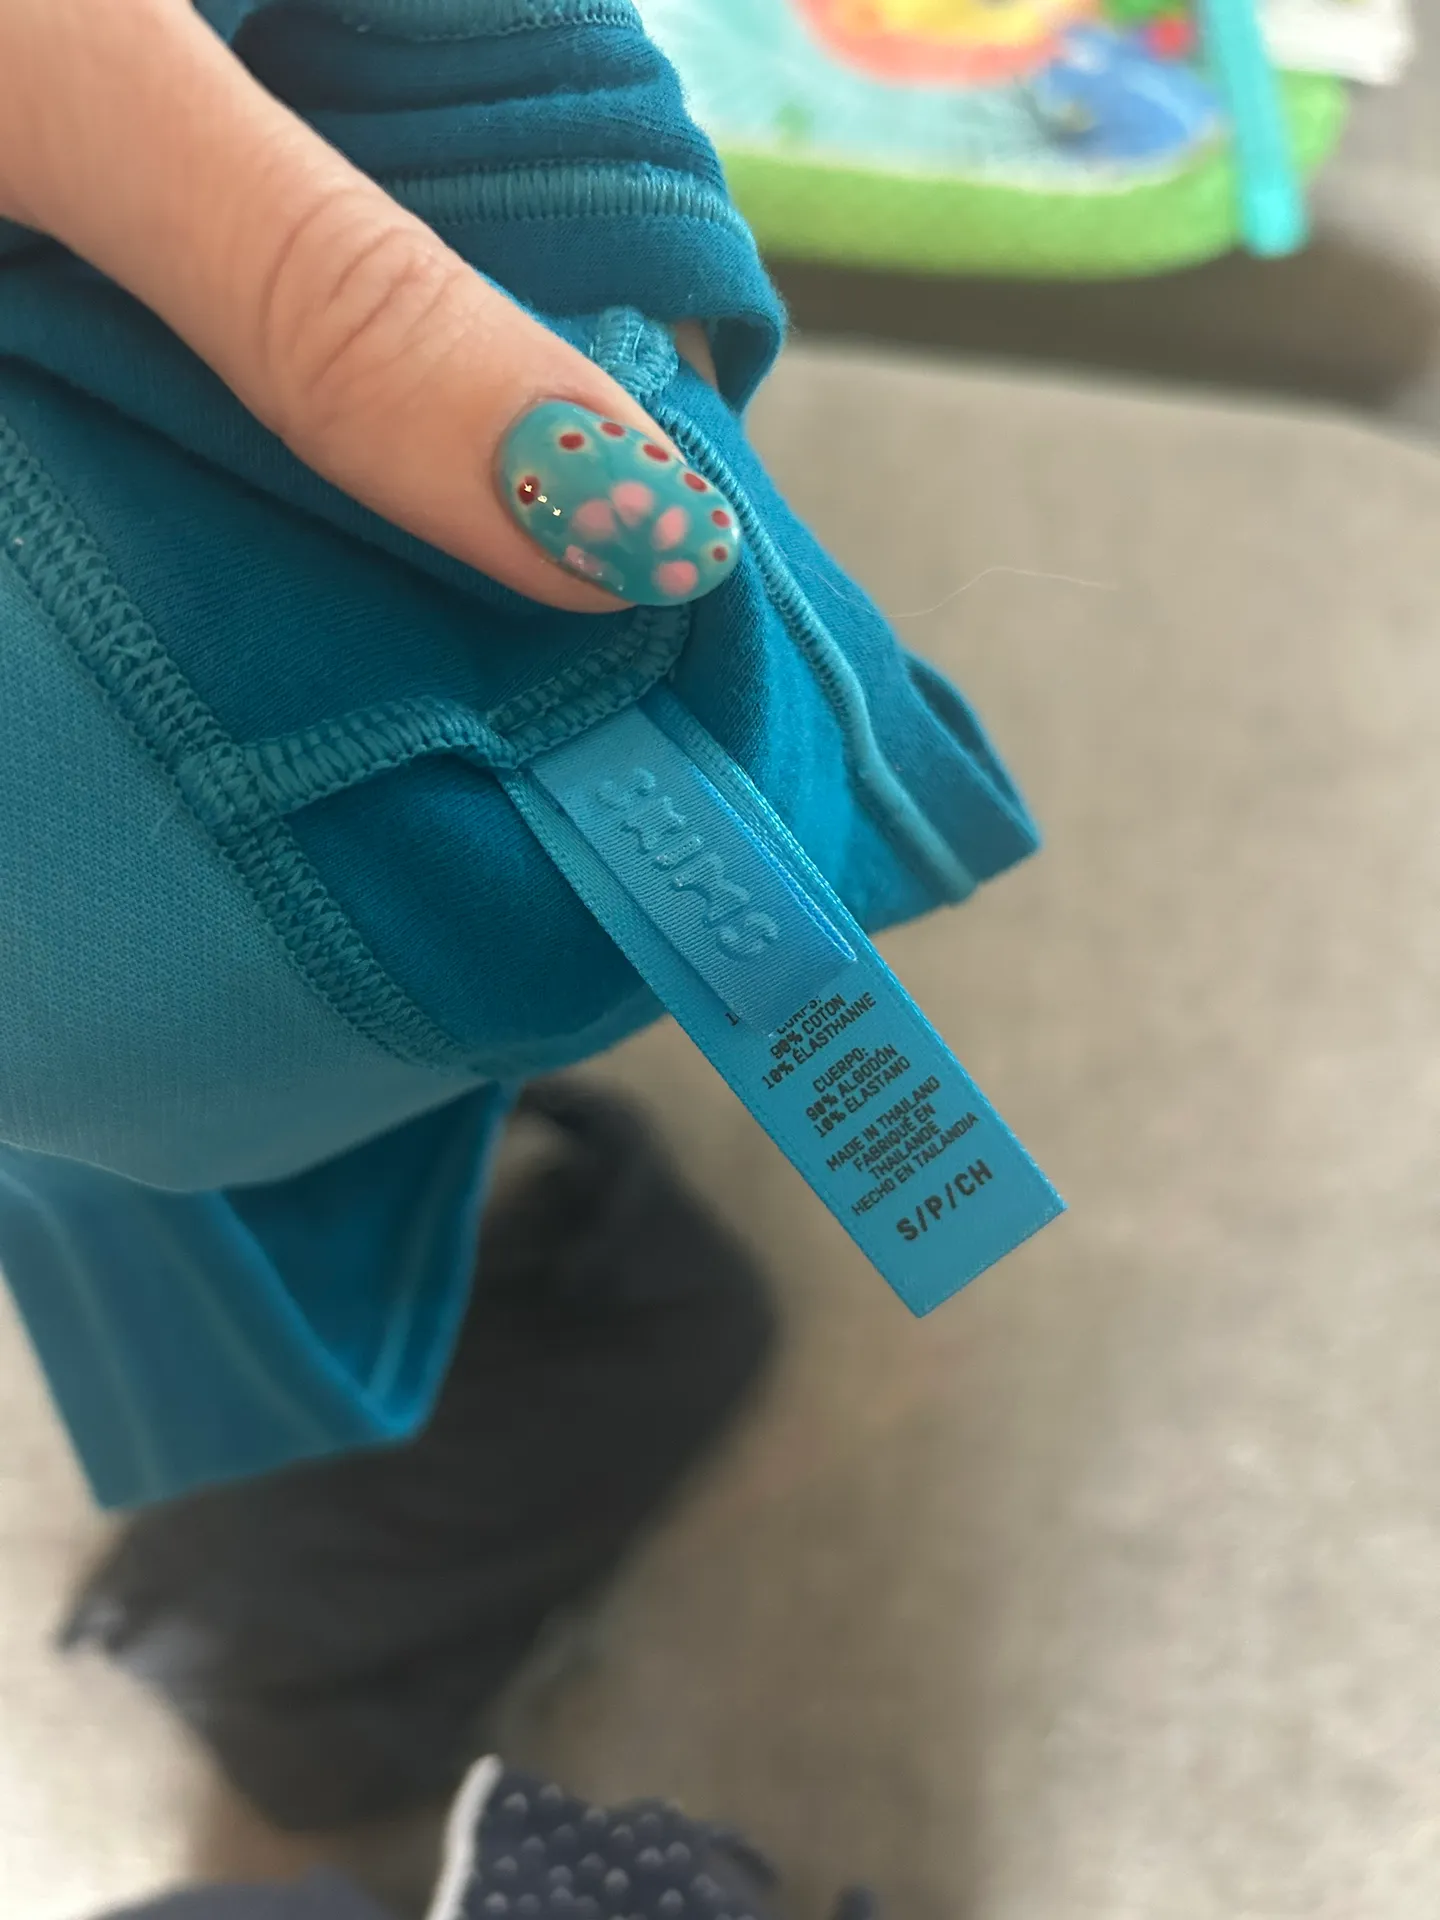 SKIMS
CORPS:
90% COTON
10% ÉLASTHANNE
CUERPO:
90% ALGODÓN
10% ELASTANO
MADE IN THAILAND
FABRIQUÉ EN
THAÏLANDE
HECHO EN TAILANDIA
S/P/CH